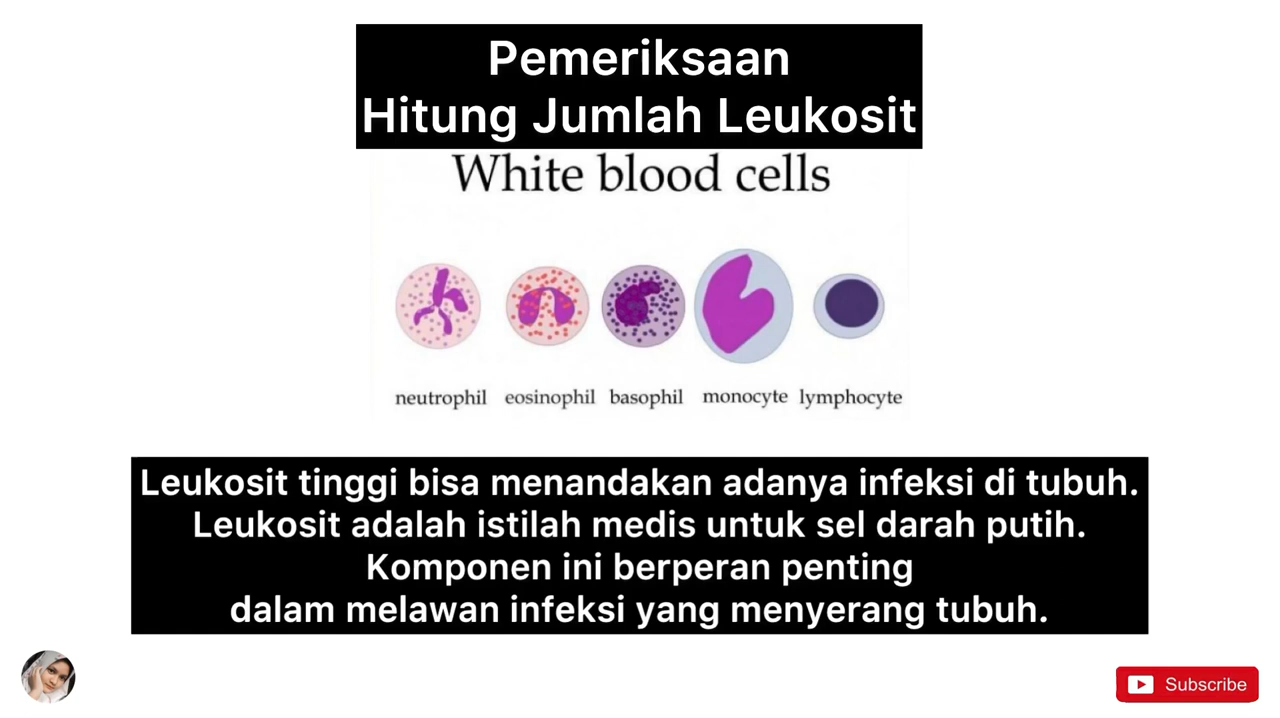 Pemeriksaan
Hitung Jumlah Leukosit
White blood cells
neutrophil eosinophil basophil monocyte lymphocyte
Leukosit tinggi bisa menandakan adanya infeksi di tubuh.
Leukosit adalah istilah medis untuk sel darah putih.
Komponen ini berperan penting
dalam melawan infeksi yang menyerang tubuh.
Subscribe